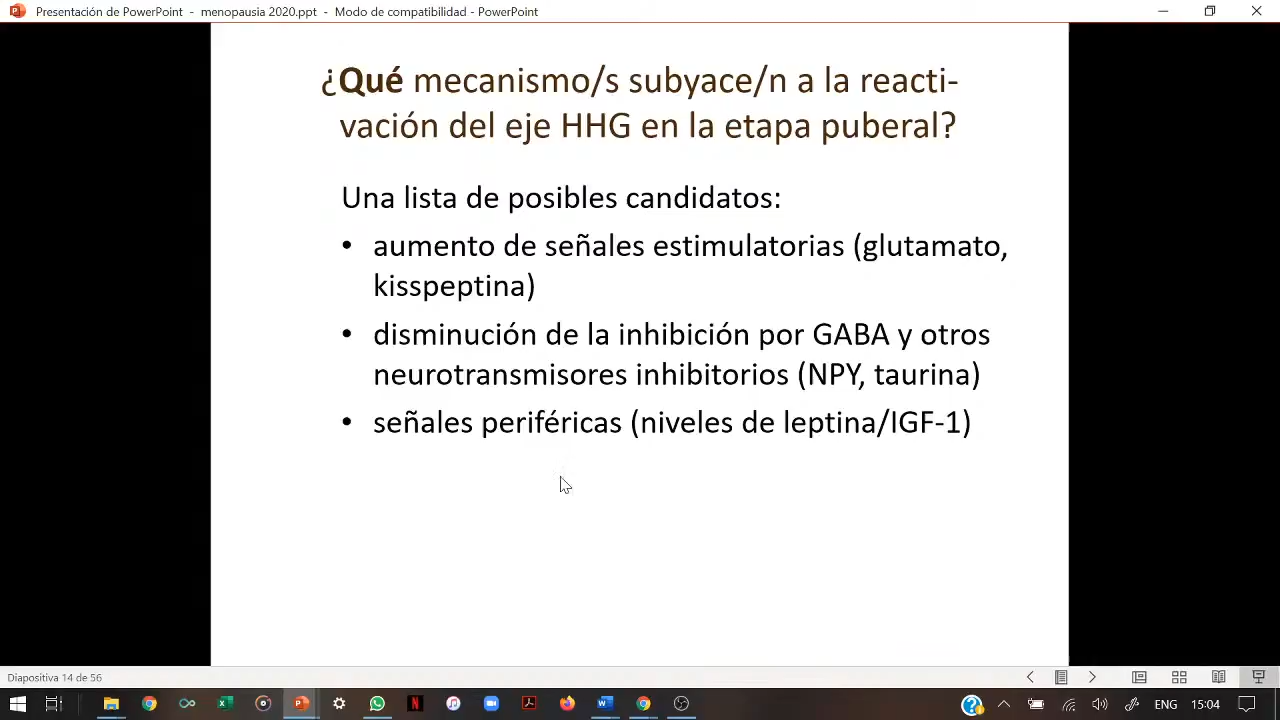 Presentación de PowerPoint - menopausia 2020.ppt - Modo de compatibilidad - PowerPoint
¿Qué mecanismo/s subyace/n a la reacti-
vación del eje HHG en la etapa puberal?
Una lista de posibles candidatos:
• aumento de señales estimulatorias (glutamato,
kisspeptina)
• disminución de la inhibición por GABA y otros
neurotransmisores inhibitorios (NPY, taurina)
• señales periféricas (niveles de leptina/IGF-1)
Diapositiva 14 de 56
ENG 15:04